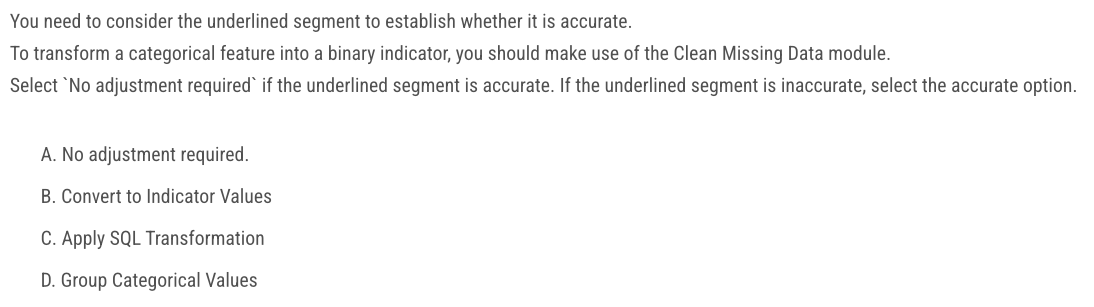 You need to consider the underlined segment to establish whether it is accurate.
To transform a categorical feature into a binary indicator, you should make use of the Clean Missing Data module.
Select `No adjustment required` if the underlined segment is accurate. If the underlined segment is inaccurate, select the accurate option.
A. No adjustment required.
B. Convert to Indicator Values
C. Apply SQL Transformation
D. Group Categorical Values